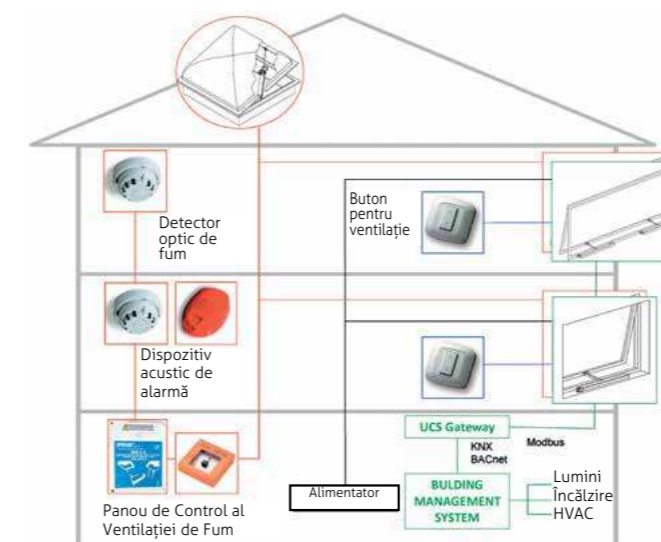 Detector
optic de
fum
Buton
pentru
ventilație
Dispozitiv
acustic de
alarmă
Panou de Control al
Ventilației de Fum
Alimentator
UCS Gateway
KNX
BACnet
Modbus
BULDING
MANAGEMENT
SYSTEM
Lumini
Încălzire
HVAC